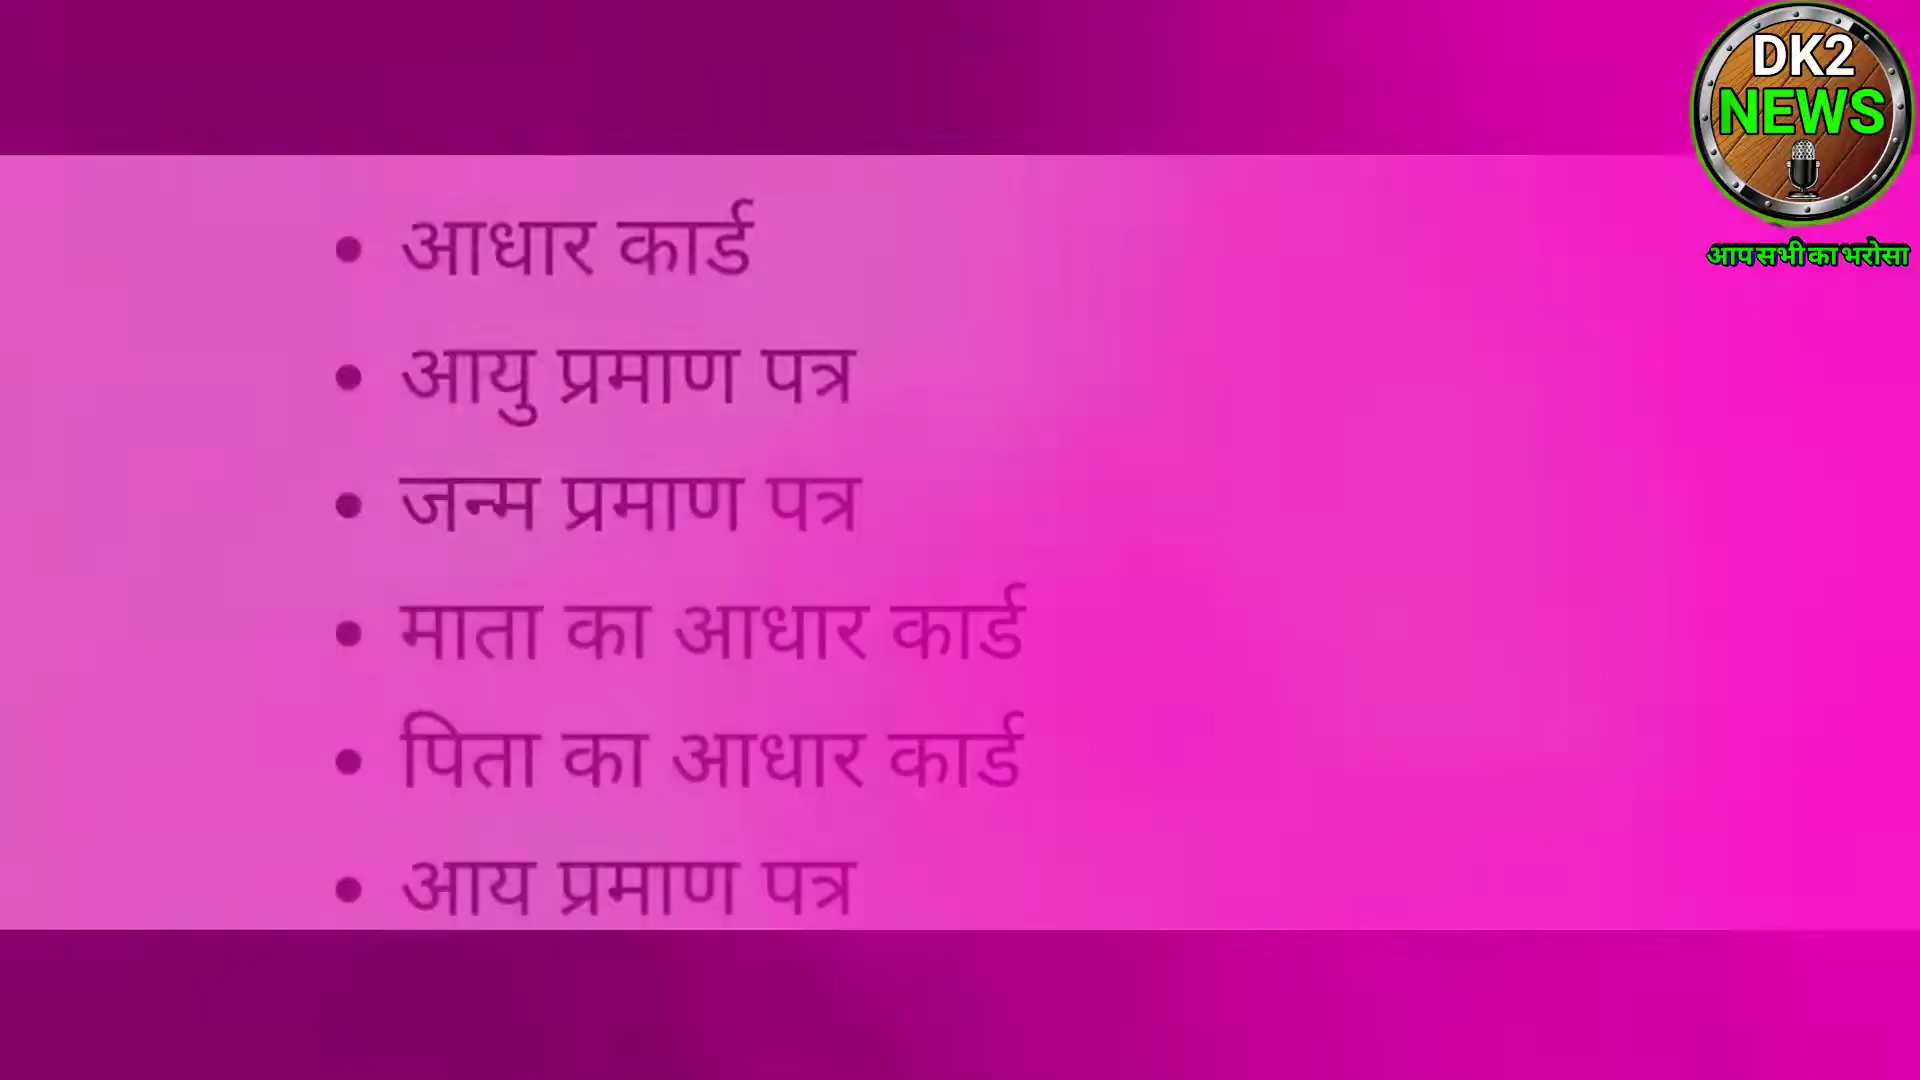 DK2
NEWS
आप सभी का भरोसा
• आधार कार्ड
• आयु प्रमाण पत्र
• जन्म प्रमाण पत्र
• माता का आधार कार्ड
• पिता का आधार कार्ड
• आय प्रमाण पत्र